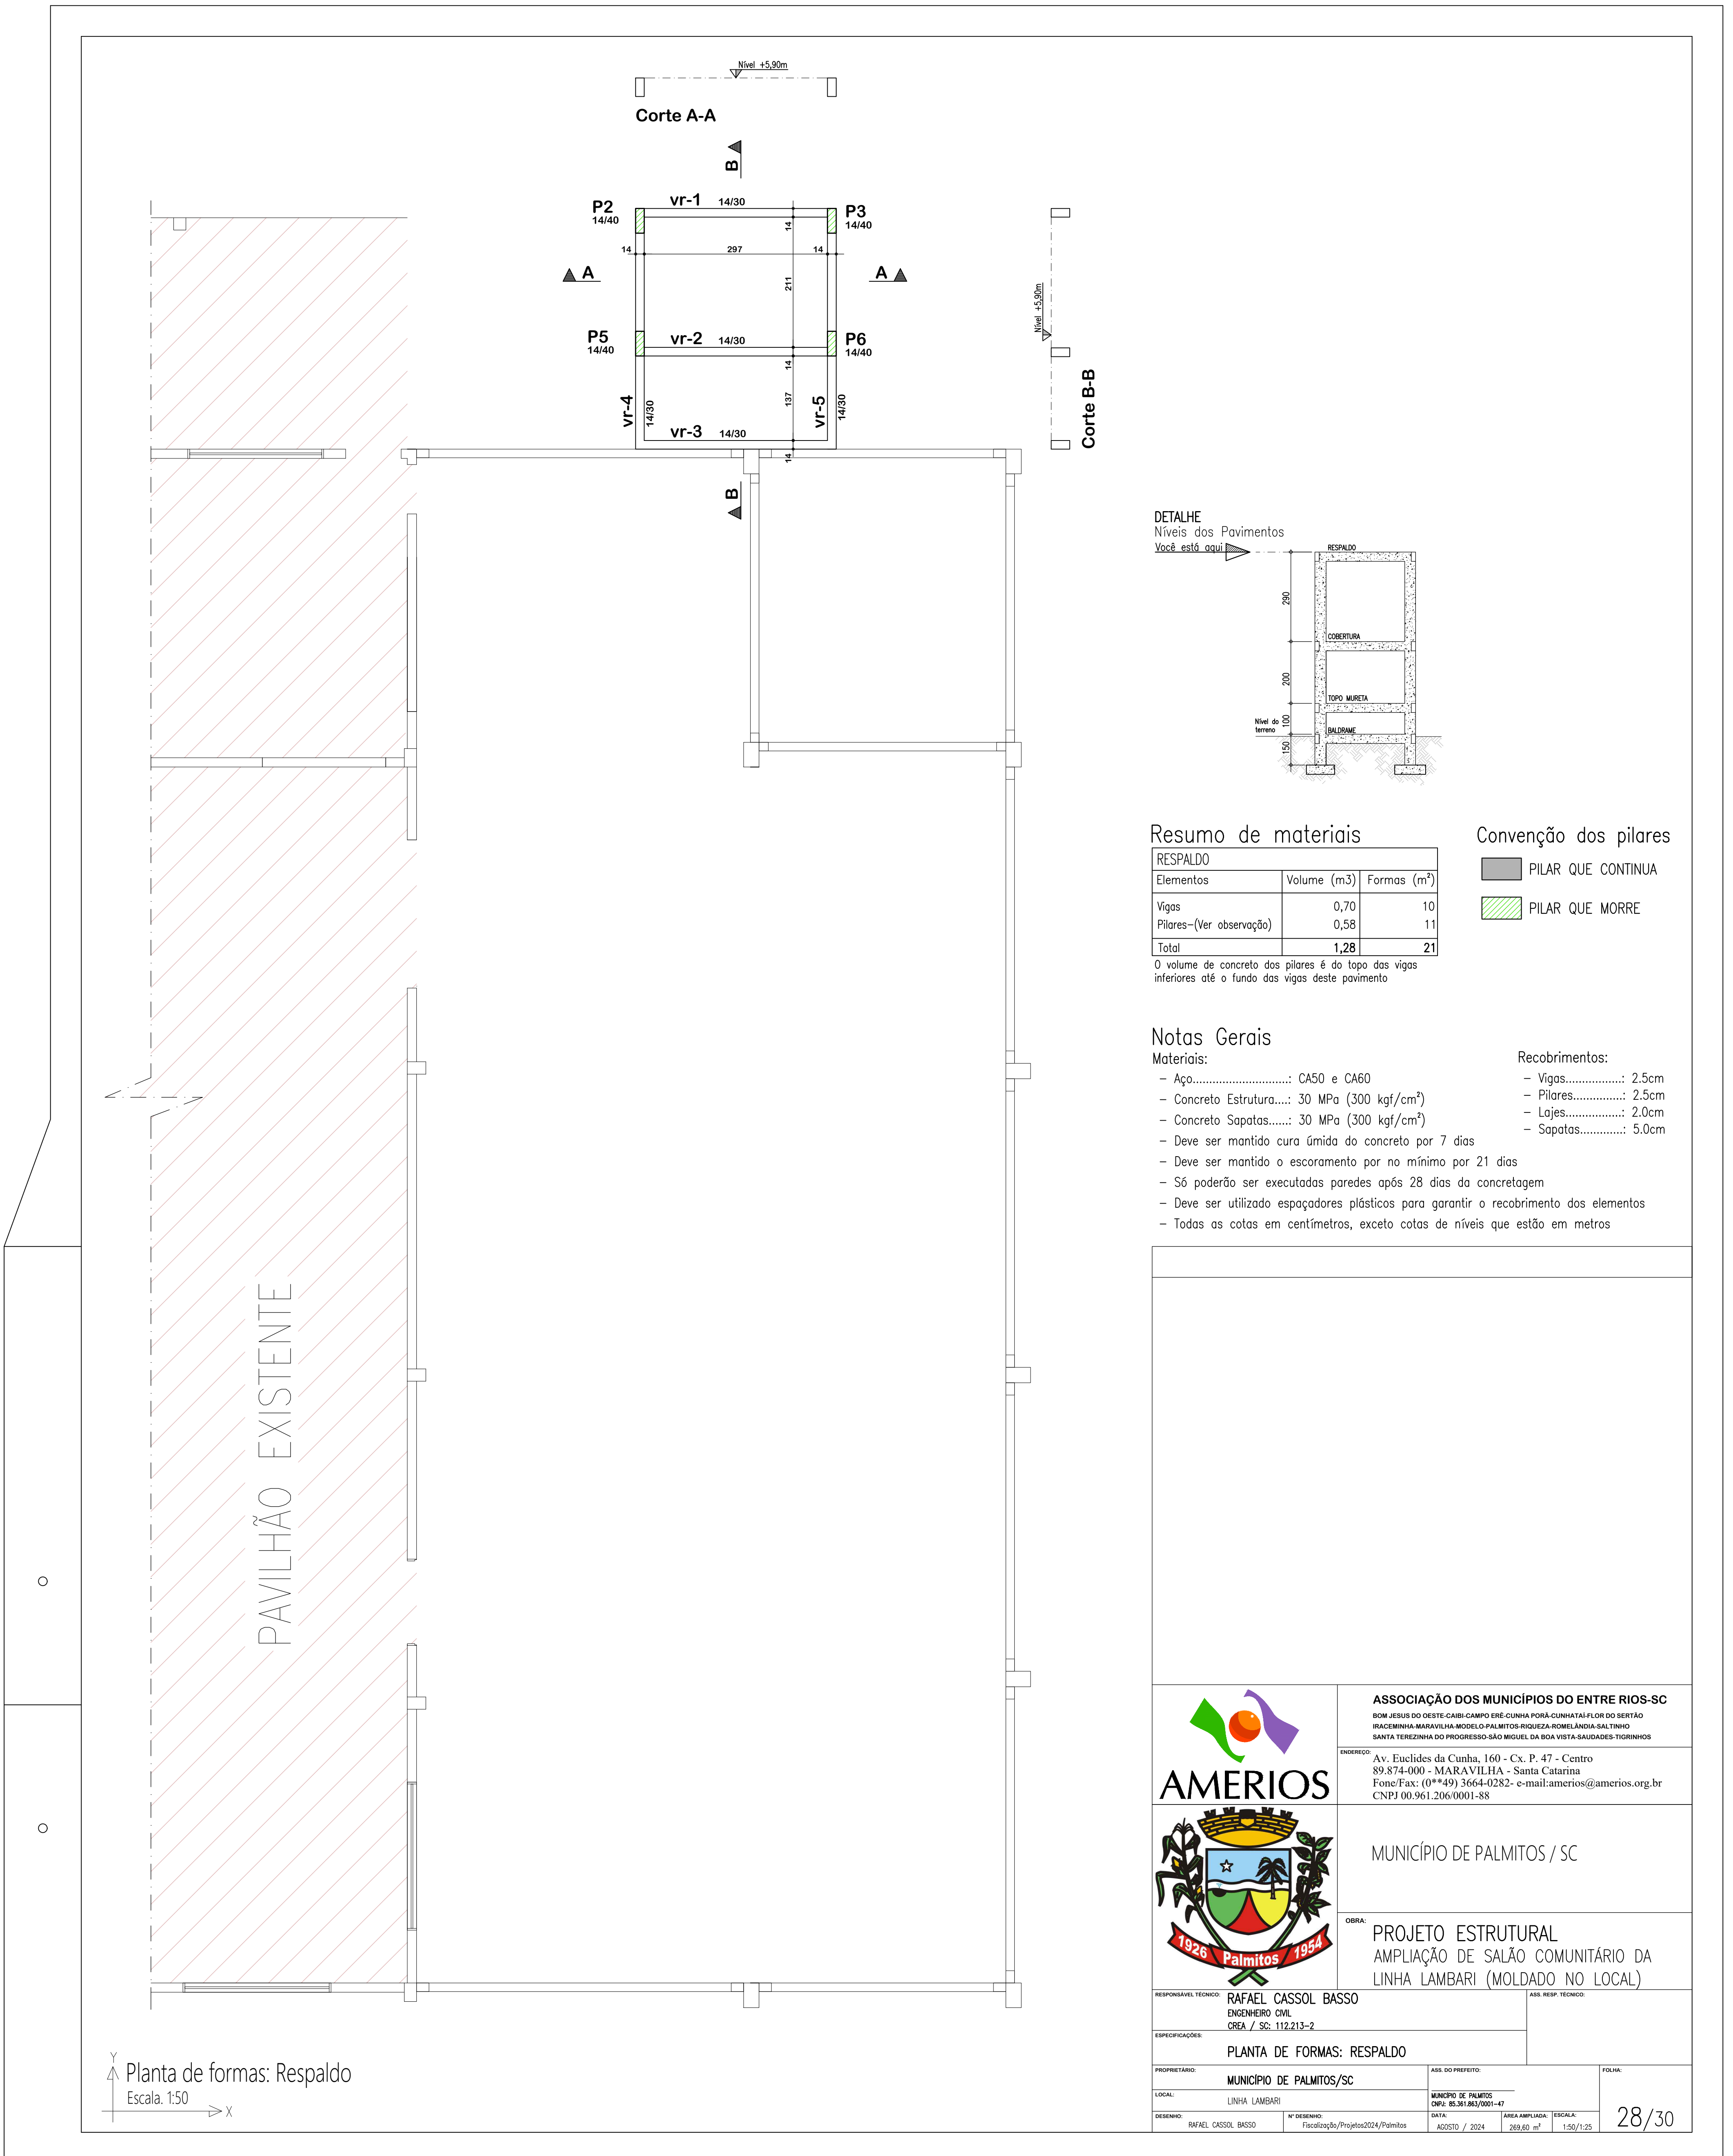 Nível +5,90m
Corte A-A
B
P2
14/40
vr-1 14/30
P3
14/40
14
14 297 14
A
A
211
Nível +5,90m
P5
14/40
vr-2 14/30
P6
14/40
14
Corte B-B
vr-4
14/30
137
vr-5
14/30
vr-3 14/30
14
B
DETALHE
Níveis dos Pavimentos
Você está aqui
RESPALDO
290
COBERTURA
200
TOPO MURETA
Nível do
terreno
100
BALDRAME
150
Resumo de materiais
RESPALDO
Elementos Volume (m3) Formas (m²)
Vigas 0,70 10
Pilares-(Ver observação) 0,58 11
Total 1,28 21
O volume de concreto dos pilares é do topo das vigas
inferiores até o fundo das vigas deste pavimento
Convenção dos pilares
PILAR QUE CONTINUA
PILAR QUE MORRE
Notas Gerais
Materiais:
- Aço.............................: CA50 e CA60
- Concreto Estrutura....: 30 MPa (300 kgf/cm²)
- Concreto Sapatas......: 30 MPa (300 kgf/cm²)
- Deve ser mantido cura úmida do concreto por 7 dias
- Deve ser mantido o escoramento por no mínimo por 21 dias
- Só poderão ser executadas paredes após 28 dias da concretagem
- Deve ser utilizado espaçadores plásticos para garantir o recobrimento dos elementos
- Todas as cotas em centímetros, exceto cotas de níveis que estão em metros
Recobrimentos:
- Vigas.................: 2.5cm
- Pilares...............: 2.5cm
- Lajes.................: 2.0cm
- Sapatas.............: 5.0cm
PAVILHÃO EXISTENTE
AMERIOS
ASSOCIAÇÃO DOS MUNICÍPIOS DO ENTRE RIOS-SC
BOM JESUS DO OESTE-CAIBI-CAMPO ERÊ-CUNHA PORÃ-CUNHATAÍ-FLOR DO SERTÃO
IRACEMINHA-MARAVILHA-MODELO-PALMITOS-RIQUEZA-ROMELÂNDIA-SALTINHO
SANTA TEREZINHA DO PROGRESSO-SÃO MIGUEL DA BOA VISTA-SAUDADES-TIGRINHOS
ENDEREÇO:
Av. Euclides da Cunha, 160 - Cx. P. 47 - Centro
89.874-000 - MARAVILHA - Santa Catarina
Fone/Fax: (0**49) 3664-0282- e-mail:amerios@amerios.org.br
CNPJ 00.961.206/0001-88
1926 Palmitos 1954
MUNICÍPIO DE PALMITOS / SC
OBRA:
PROJETO ESTRUTURAL
AMPLIAÇÃO DE SALÃO COMUNITÁRIO DA
LINHA LAMBARI (MOLDADO NO LOCAL)
RESPONSÁVEL TÉCNICO:
RAFAEL CASSOL BASSO
ENGENHEIRO CIVIL
CREA / SC: 112.213-2
ASS. RESP. TÉCNICO:
ESPECIFICAÇÕES:
PLANTA DE FORMAS: RESPALDO
PROPRIETÁRIO:
MUNICÍPIO DE PALMITOS/SC
ASS. DO PREFEITO:
MUNICÍPIO DE PALMITOS
CNPJ: 85.361.863/0001-47
FOLHA:
28/30
LOCAL:
LINHA LAMBARI
DESENHO:
RAFAEL CASSOL BASSO
Nº DESENHO:
Fiscalização/Projetos2024/Palmitos
DATA:
AGOSTO / 2024
ÁREA AMPLIADA:
269,60 m²
ESCALA:
1:50/1:25
Y
Planta de formas: Respaldo
Escala. 1:50
X